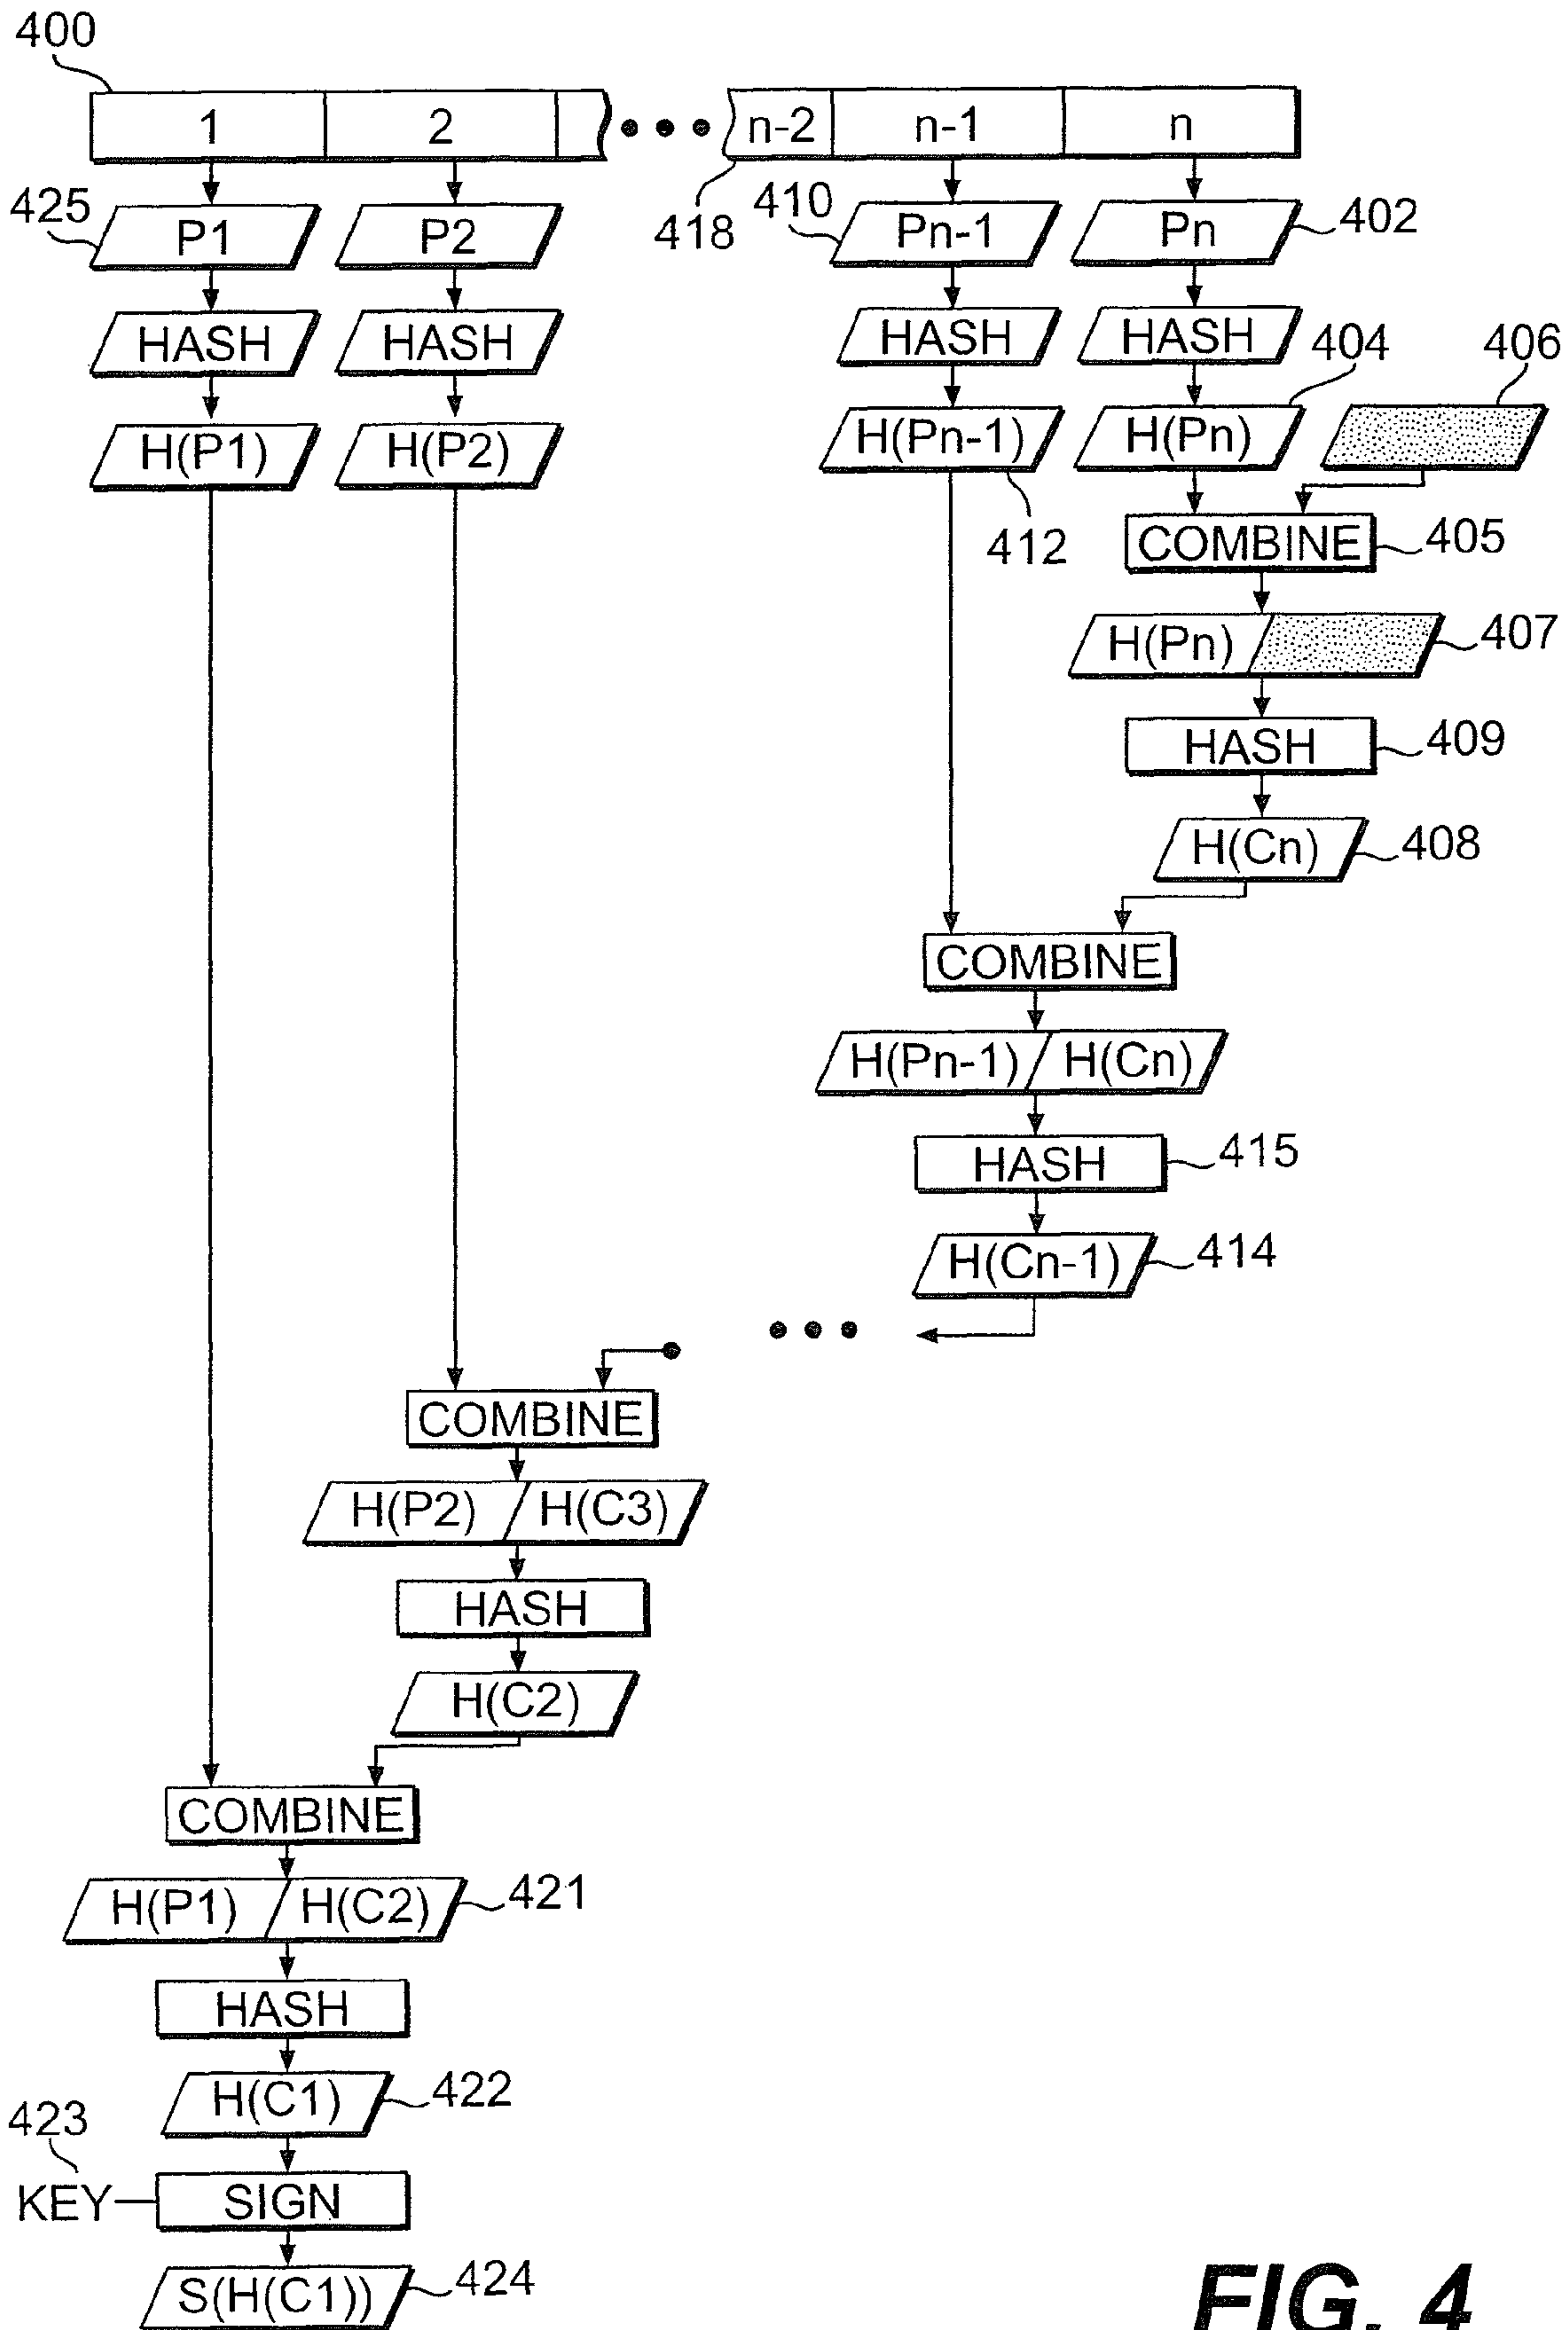 400
1 2 n-2 n-1 n
425 P1 P2 418 410 Pn-1 Pn 402
HASH HASH HASH HASH 404 406
H(P1) H(P2) H(Pn-1) H(Pn)
412 COMBINE 405
H(Pn) 407
HASH 409
H(Cn) 408
COMBINE
H(Pn-1) H(Cn)
HASH 415
H(Cn-1) 414
COMBINE
H(P2) H(C3)
HASH
H(C2)
COMBINE
H(P1) H(C2) 421
HASH
H(C1) 422
423
KEY SIGN
S(H(C1)) 424
FIG. 4